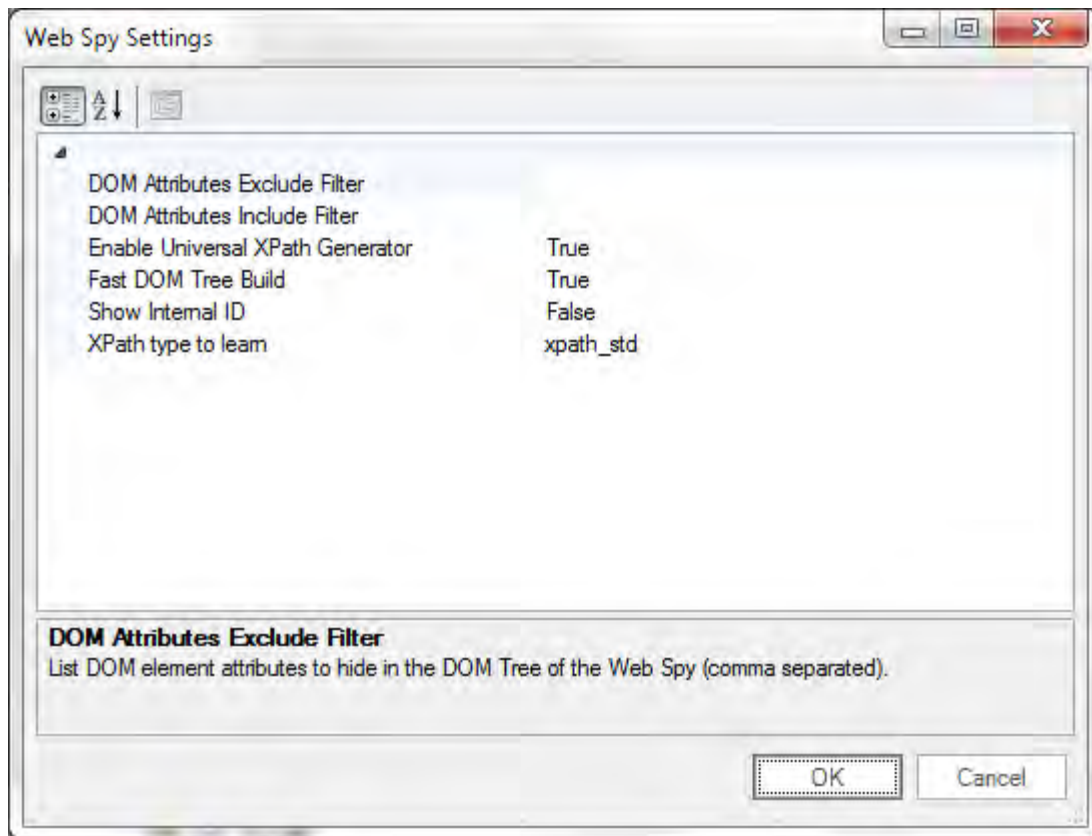 Web Spy Settings
DOM Attributes Exclude Filter
DOM Attributes Include Filter
Enable Universal XPath Generator True
Fast DOM Tree Build True
Show Internal ID False
XPath type to learn xpath_std
DOM Attributes Exclude Filter
List DOM element attributes to hide in the DOM Tree of the Web Spy (comma separated).
OK Cancel